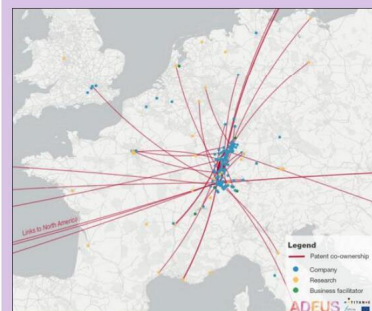 Links to North America
Legend
Patent co-ownership
Company
Research
Business facilitator
ADEUS